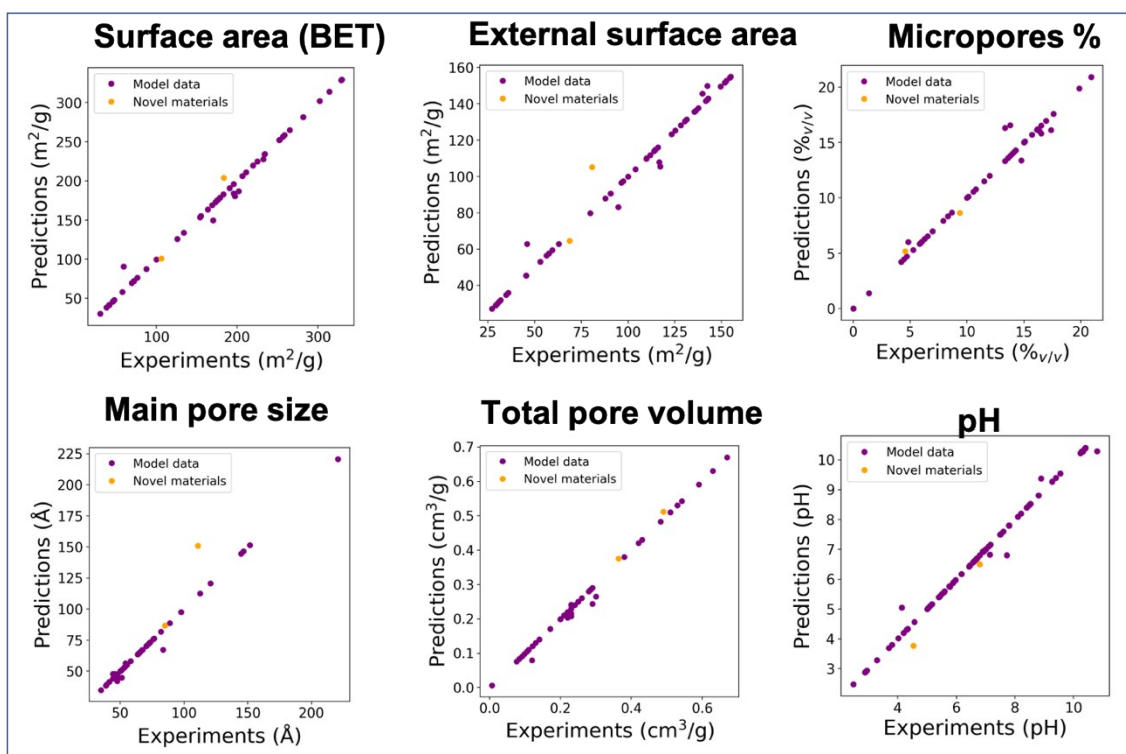 Surface area (BET)
Model data
Novel materials
300
250
200
150
100
50
Predictions (m²/g)
100
200
300
Experiments (m²/g)
External surface area
Model data
Novel materials
160
140
120
100
80
60
40
Predictions (m²/g)
25
50
75
100
125
150
Experiments (m²/g)
Micropores %
Model data
Novel materials
20
15
10
5
0
Predictions (%v/v)
0
5
10
15
20
Experiments (%v/v)
Main pore size
Model data
Novel materials
225
200
175
150
125
100
75
50
Predictions (Å)
50
100
150
200
Experiments (Å)
Total pore volume
Model data
Novel materials
0.7
0.6
0.5
0.4
0.3
0.2
0.1
0.0
Predictions (cm³/g)
0.0
0.2
0.4
0.6
Experiments (cm³/g)
pH
Model data
Novel materials
10
9
8
7
6
5
4
3
Predictions (pH)
4
6
8
10
Experiments (pH)